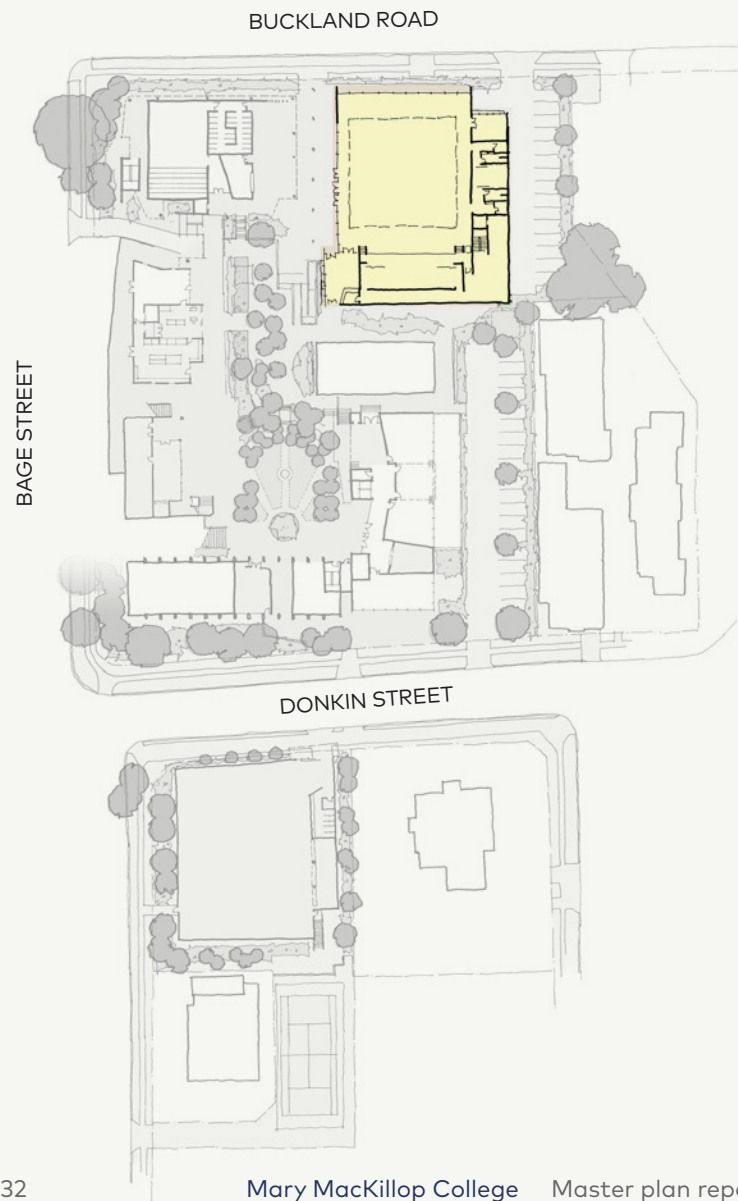 BUCKLAND ROAD
BAGE STREET
DONKIN STREET
32 Mary MacKillop College Master plan repo